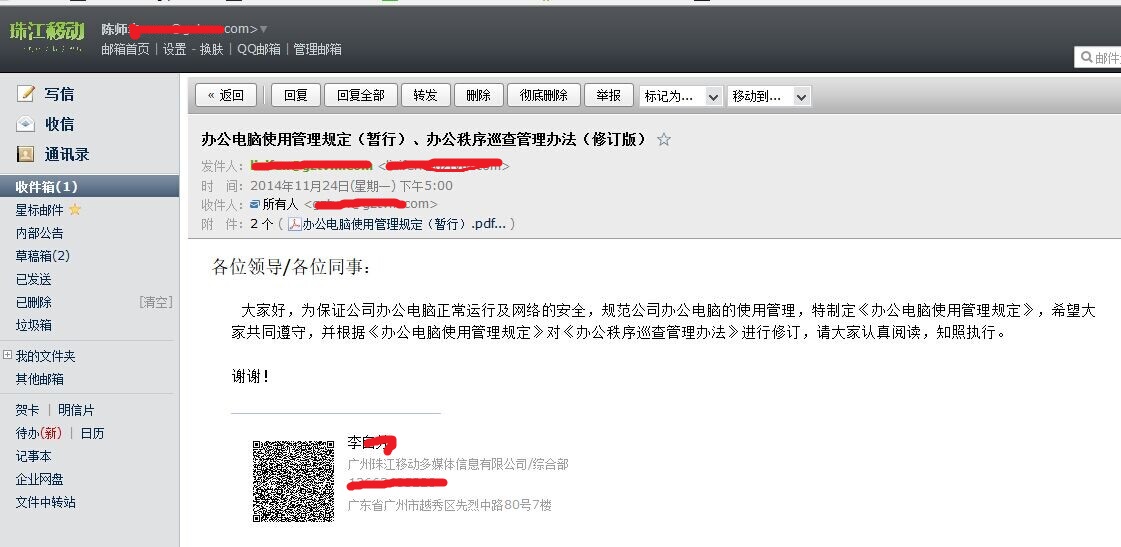 珠江移动
陈师 com>
邮箱首页 | 设置 - 换肤 | QQ邮箱 | 管理邮箱
邮件
写信
收信
通讯录
收件箱(1)
星标邮件
内部公告
草稿箱(2)
已发送
已删除 [清空]
垃圾箱
我的文件夹
其他邮箱
贺卡 | 明信片
待办(新) | 日历
记事本
企业网盘
文件中转站
« 返回 回复 回复全部 转发 删除 彻底删除 举报 标记为... 移动到...
办公电脑使用管理规定（暂行）、办公秩序巡查管理办法（修订版）
发件人：
时 间：2014年11月24日(星期一) 下午5:00
收件人：所有人
附 件：2 个 ( 办公电脑使用管理规定（暂行）.pdf... )
各位领导/各位同事：
大家好，为保证公司办公电脑正常运行及网络的安全，规范公司办公电脑的使用管理，特制定《办公电脑使用管理规定》，希望大
家共同遵守，并根据《办公电脑使用管理规定》对《办公秩序巡查管理办法》进行修订，请大家认真阅读，知照执行。
谢谢！
李
广州珠江移动多媒体信息有限公司/综合部
广东省广州市越秀区先烈中路80号7楼